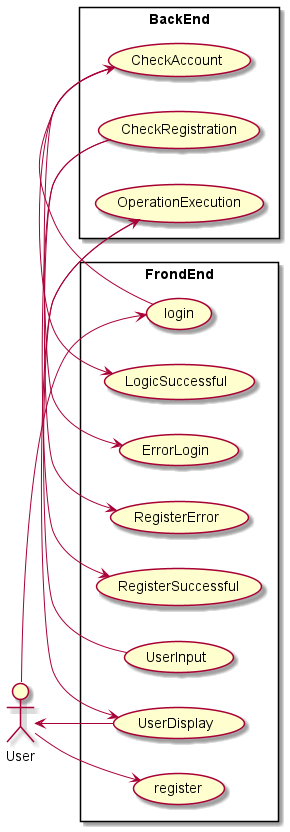 BackEnd
CheckAccount
CheckRegistration
OperationExecution
FrondEnd
login
LogicSuccessful
ErrorLogin
RegisterError
RegisterSuccessful
UserInput
UserDisplay
User
register